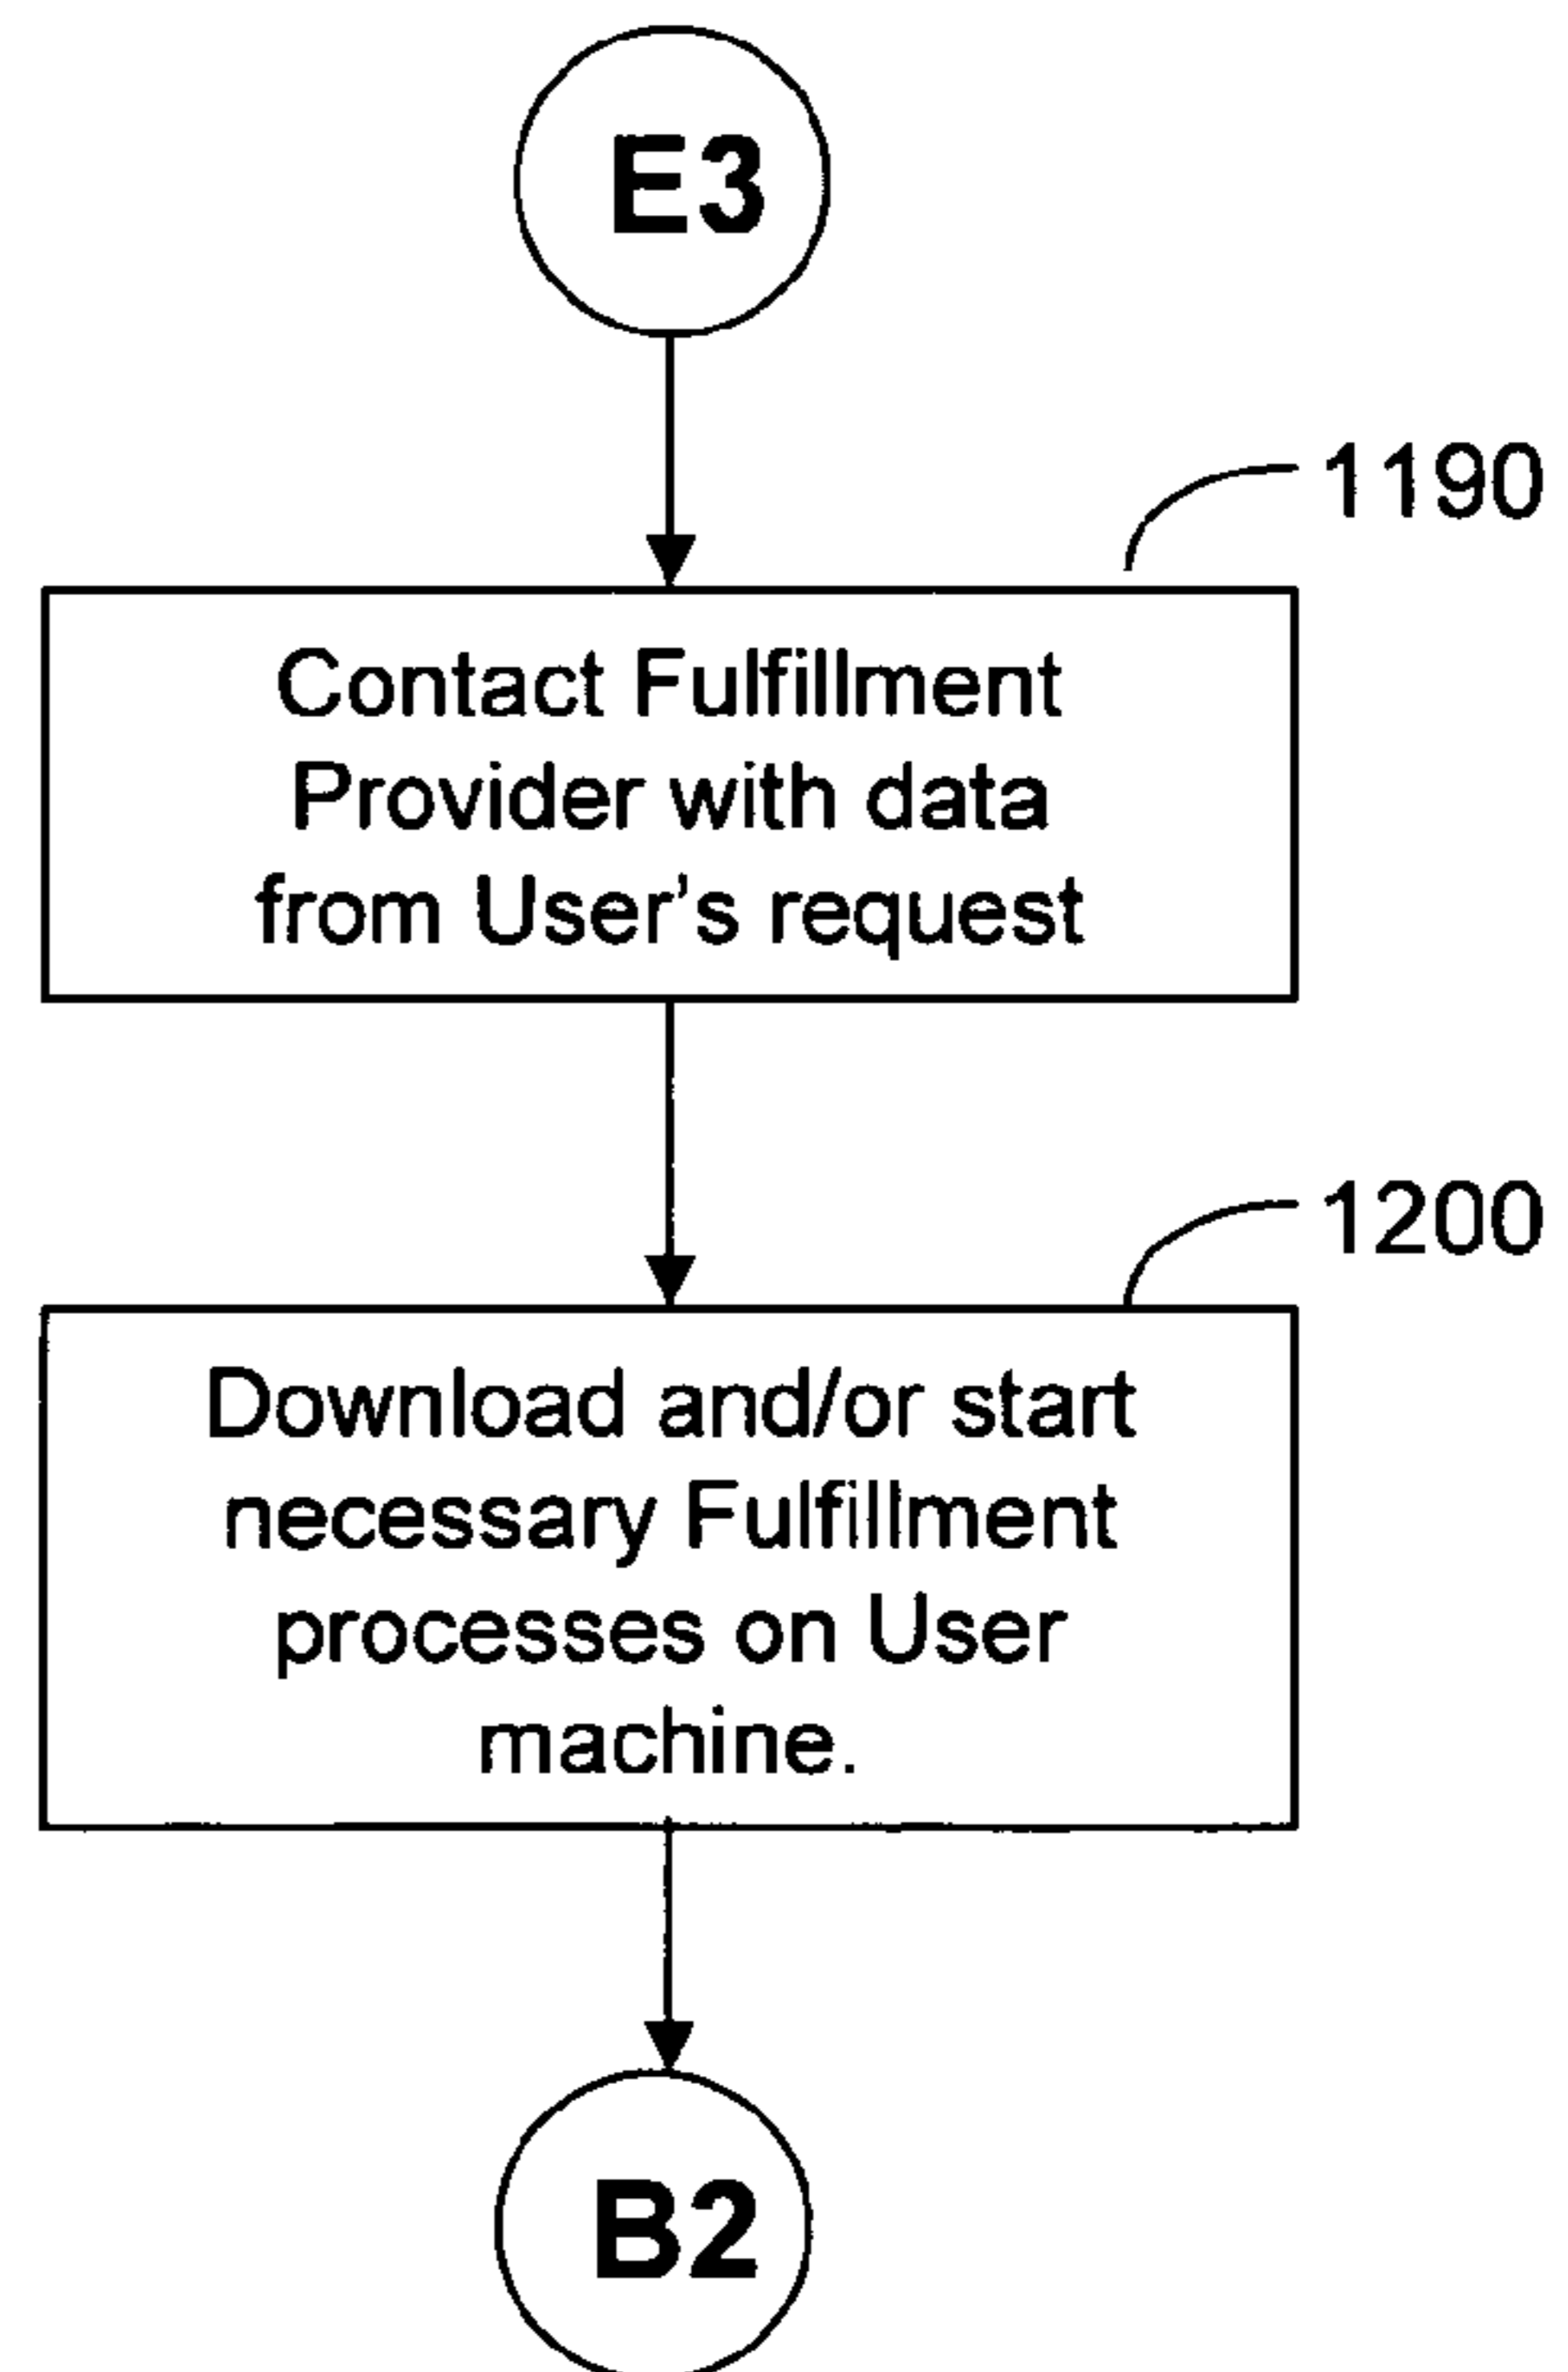 E3
1190
Contact Fulfillment
Provider with data
from User's request
1200
Download and/or start
necessary Fulfillment
processes on User
machine.
B2